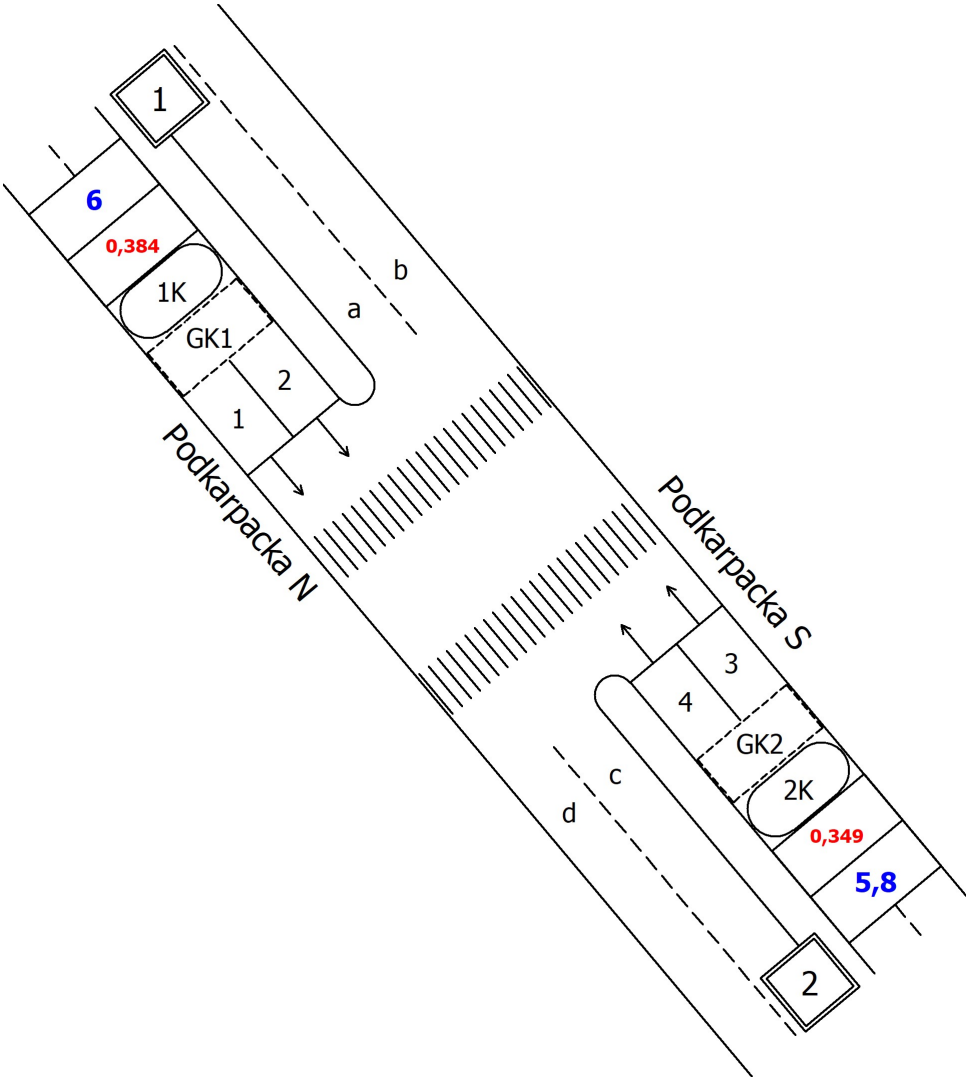 1
6
0,384
b
1K
a
GK1
2
1
Podkarpacka N
Podkarpacka S
3
4
GK2
c
2K
d
0,349
5,8
2